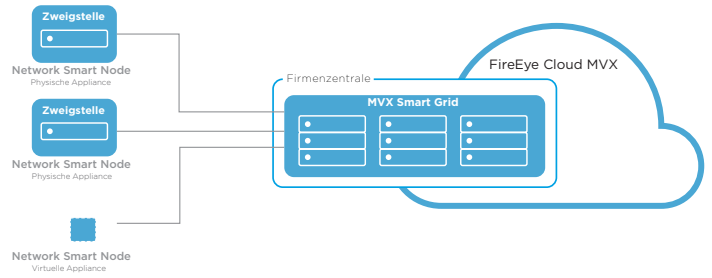 Zweigstelle
Network Smart Node
Physische Appliance
Zweigstelle
Network Smart Node
Physische Appliance
Network Smart Node
Virtuelle Appliance
Firmenzentrale
MVX Smart Grid
FireEye Cloud MVX